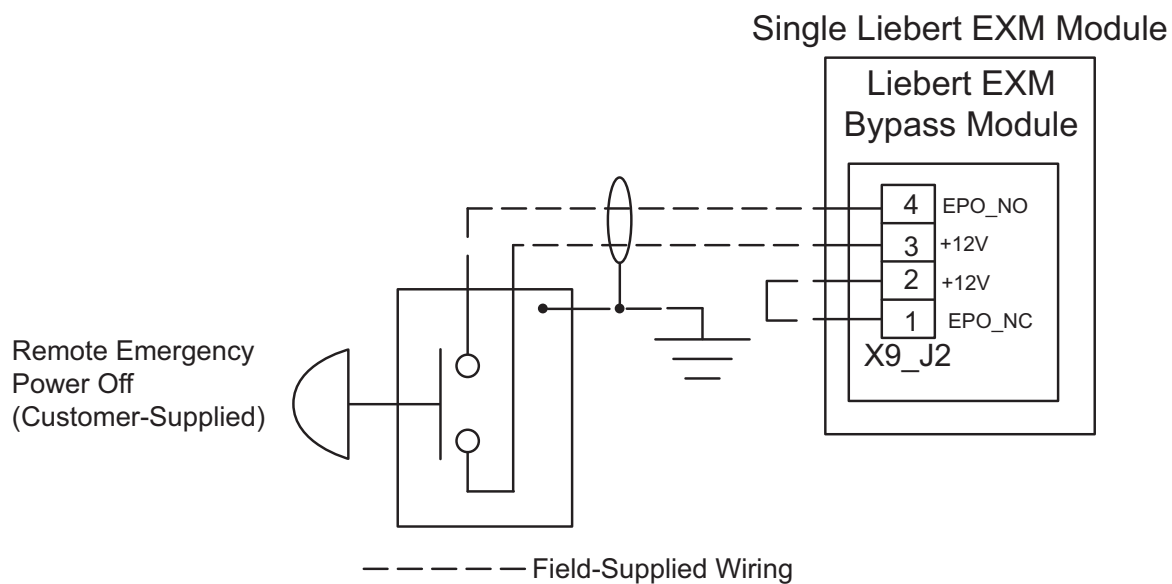 Single Liebert EXM Module
Liebert EXM
Bypass Module
4 EPO_NO
3 +12V
2 +12V
1 EPO_NC
X9_J2
Remote Emergency
Power Off
(Customer-Supplied)
Field-Supplied Wiring